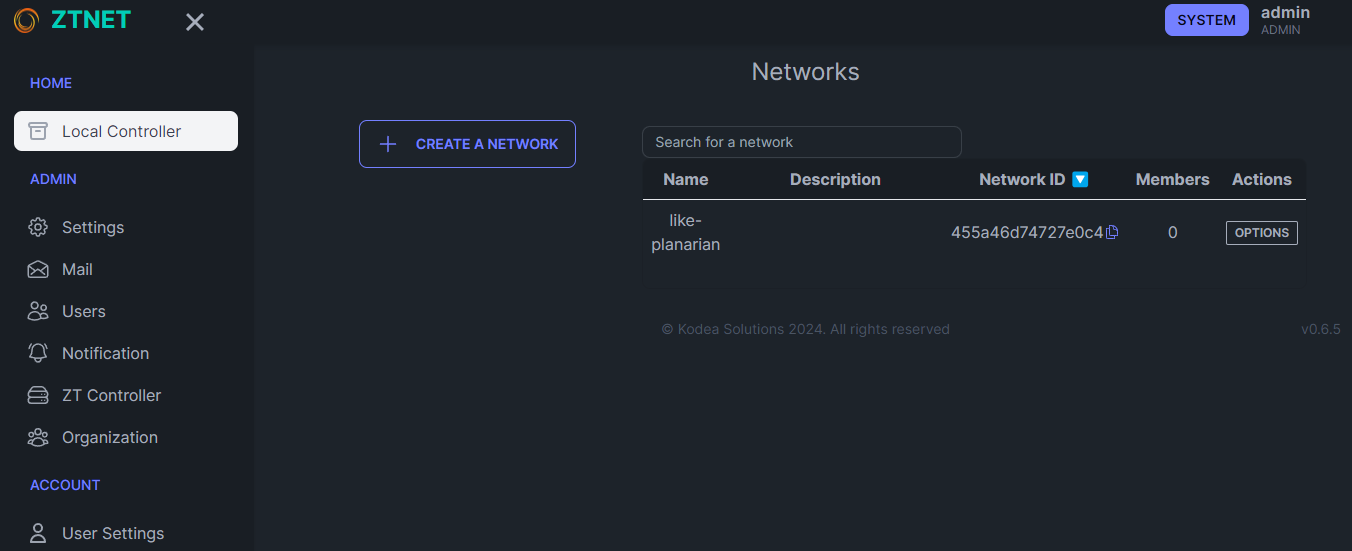 ZTNET
SYSTEM
admin
ADMIN
HOME
Local Controller
ADMIN
Settings
Mail
Users
Notification
ZT Controller
Organization
ACCOUNT
User Settings
Networks
CREATE A NETWORK
Search for a network
Name Description Network ID Members Actions
like-
planarian
455a46d74727e0c4 0 OPTIONS
© Kodea Solutions 2024. All rights reserved v0.6.5